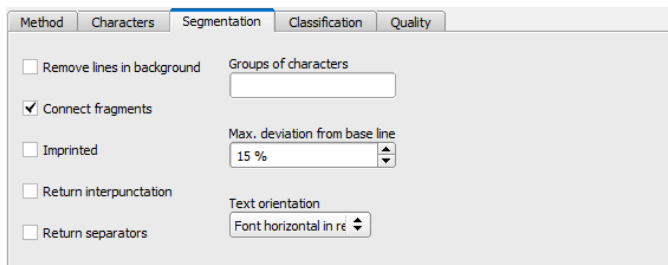 Method Characters Segmentation Classification Quality
Remove lines in background
Connect fragments
Imprinted
Return interpunctation
Return separators
Groups of characters
Max. deviation from base line
15 %
Text orientation
Font horizontal in re